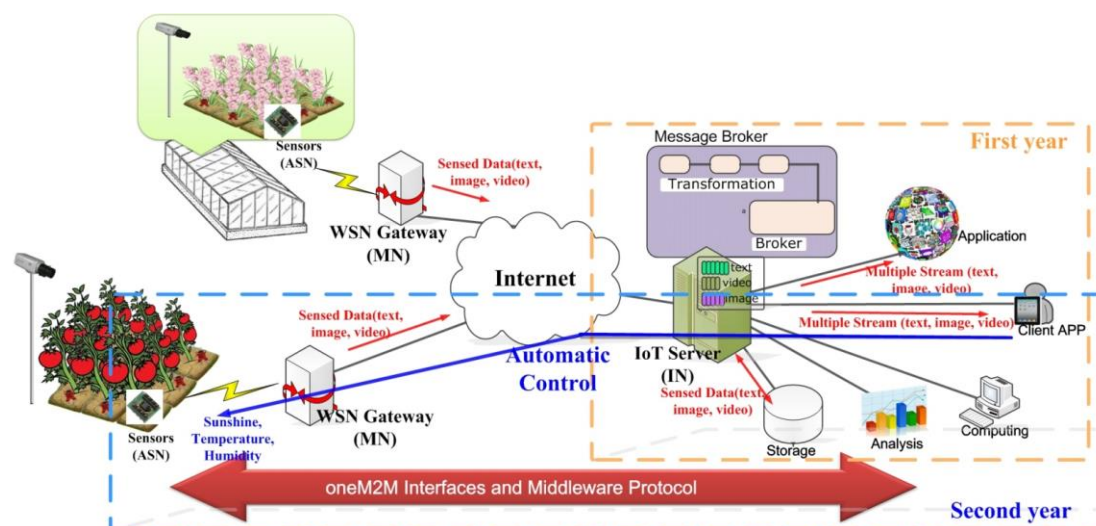 Message Broker
First year
Transformation
Broker
Sensors
(ASN)
Sensed Data(text,
image, video)
WSN Gateway
(MN)
Internet
text
video
image
Application
Multiple Stream (text,
image, video)
Sensed Data(text,
image, video)
Multiple Stream (text, image, video)
Client APP
Automatic
Control
IoT Server
(IN)
Sensed Data(text,
image, video)
WSN Gateway
(MN)
Sensors
(ASN)
Sunshine,
Temperature,
Humidity
Storage
Analysis
Computing
oneM2M Interfaces and Middleware Protocol
Second year